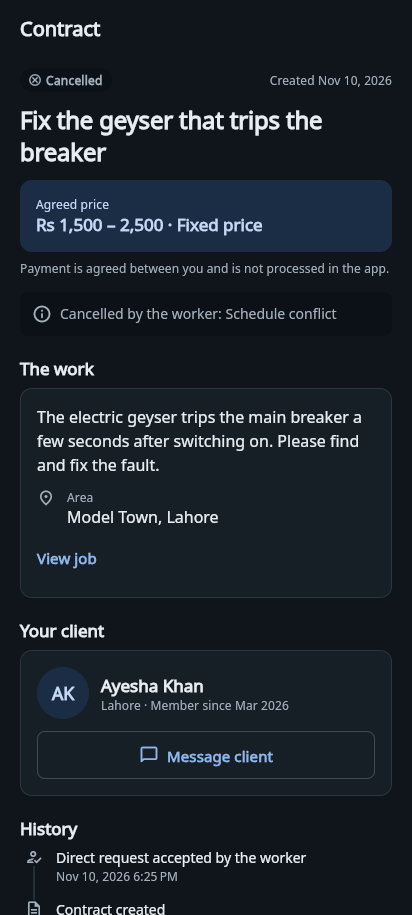 Contract
Cancelled
Created Nov 10, 2026
Fix the geyser that trips the
breaker
Agreed price
Rs 1,500 – 2,500 · Fixed price
Payment is agreed between you and is not processed in the app.
Cancelled by the worker: Schedule conflict
The work
The electric geyser trips the main breaker a
few seconds after switching on. Please find
and fix the fault.
Area
Model Town, Lahore
View job
Your client
AK
Ayesha Khan
Lahore · Member since Mar 2026
Message client
History
Direct request accepted by the worker
Nov 10, 2026 6:25 PM
Contract created